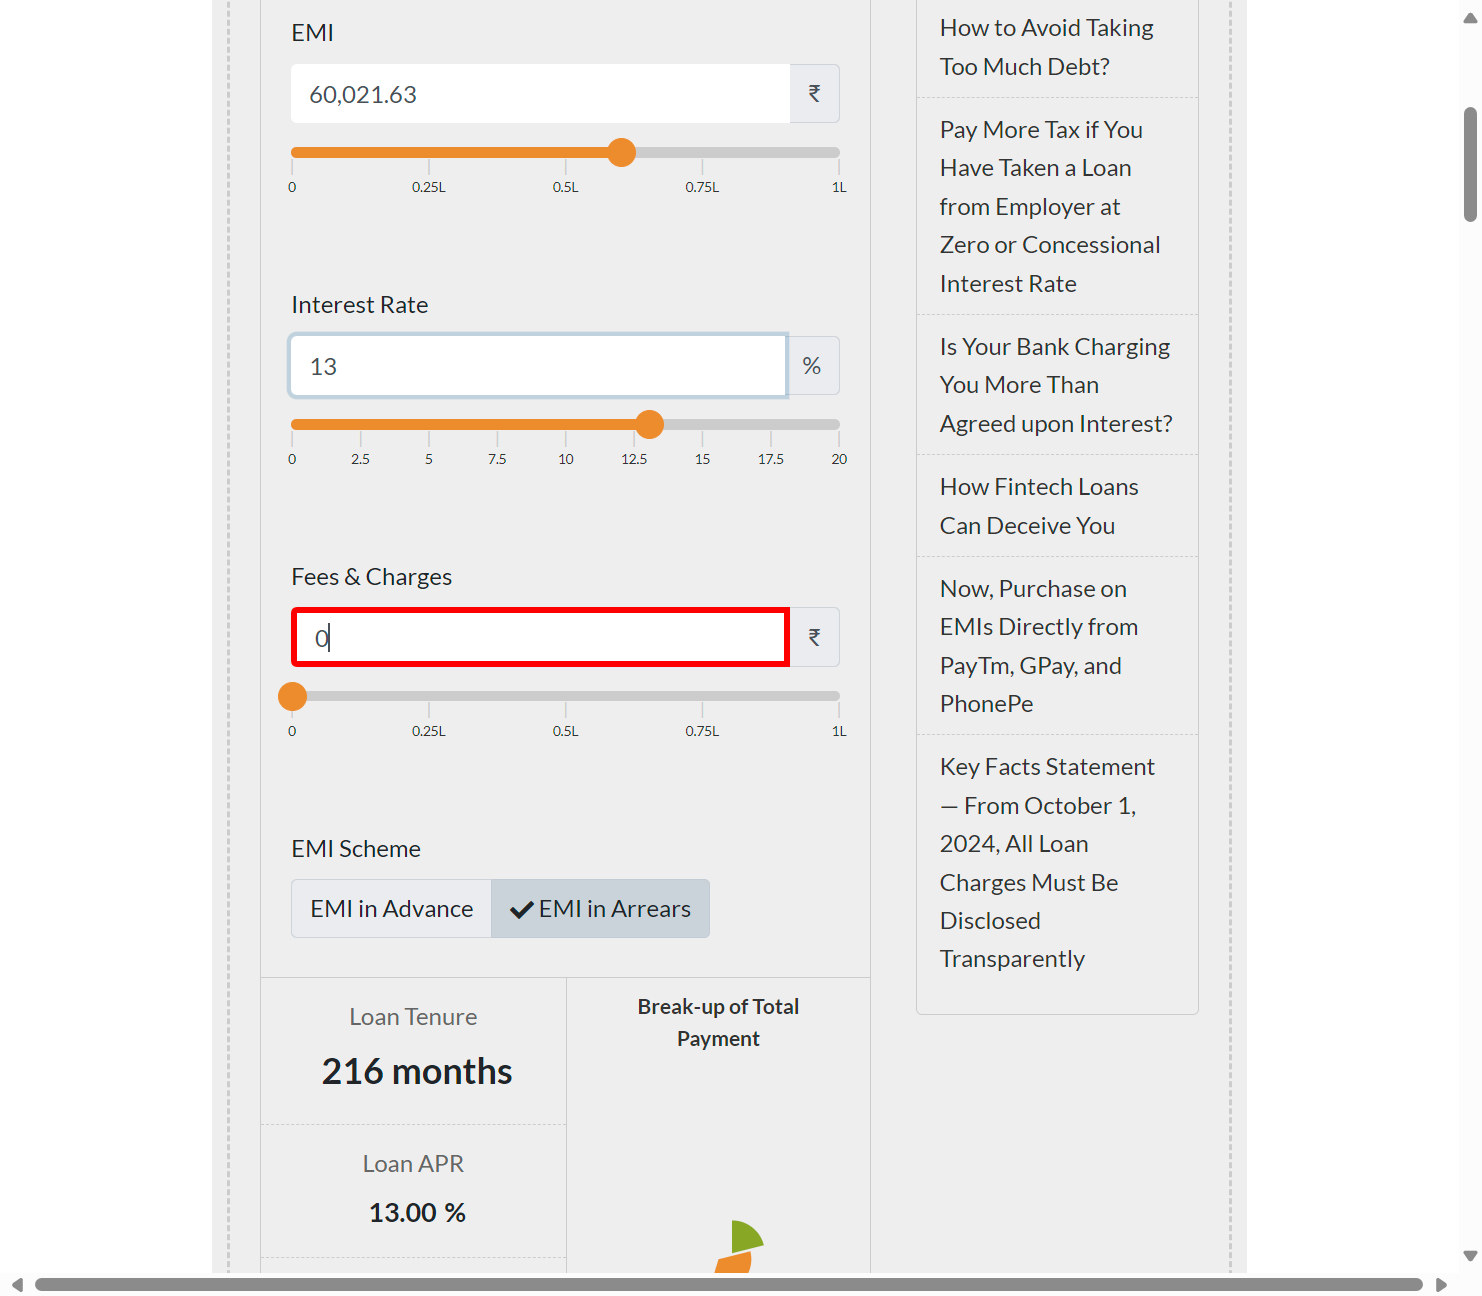 EMI
60,021.63
₹
0
0.25L
0.5L
0.75L
1L
Interest Rate
13
%
0
2.5
5
7.5
10
12.5
15
17.5
20
Fees & Charges
0
₹
0
0.25L
0.5L
0.75L
1L
EMI Scheme
EMI in Advance
EMI in Arrears
Loan Tenure
216 months
Loan APR
13.00 %
Break-up of Total
Payment
How to Avoid Taking
Too Much Debt?
Pay More Tax if You
Have Taken a Loan
from Employer at
Zero or Concessional
Interest Rate
Is Your Bank Charging
You More Than
Agreed upon Interest?
How Fintech Loans
Can Deceive You
Now, Purchase on
EMIs Directly from
PayTm, GPay, and
PhonePe
Key Facts Statement
— From October 1,
2024, All Loan
Charges Must Be
Disclosed
Transparently